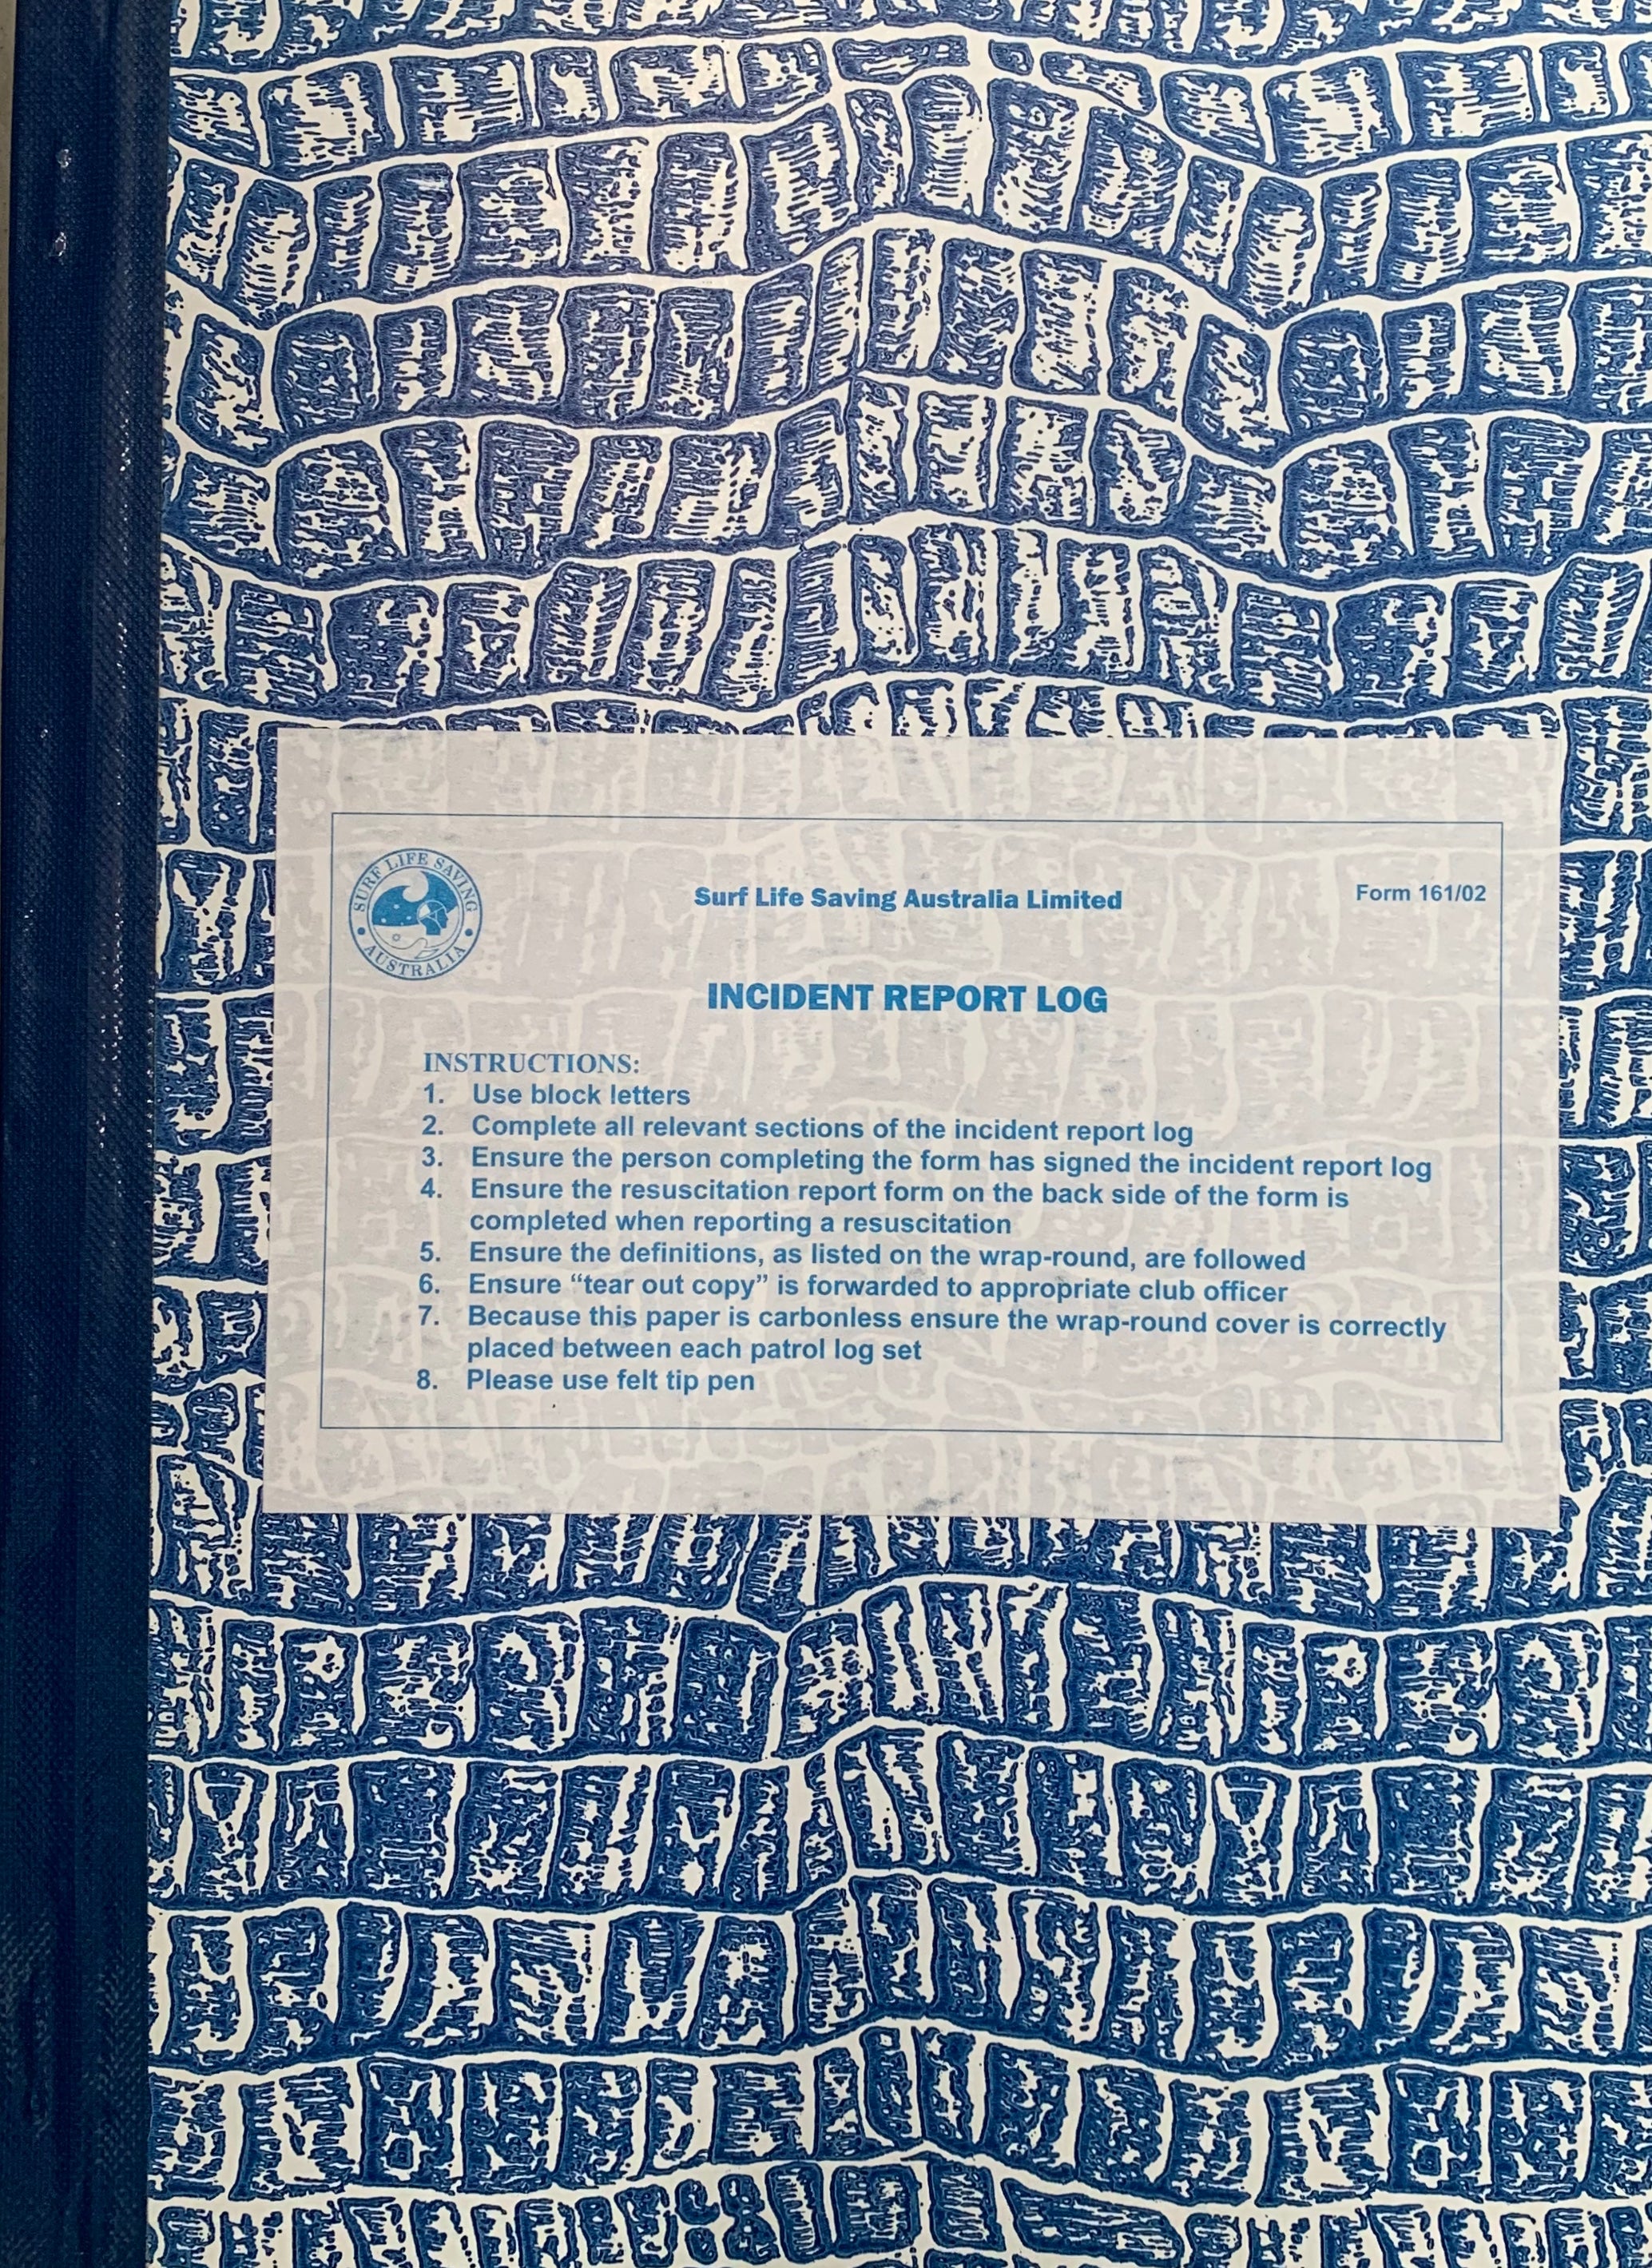 SURF LIFE SAVING
AUSTRALIA
Surf Life Saving Australia Limited
Form 161/02
INCIDENT REPORT LOG
INSTRUCTIONS:
1. Use block letters
2. Complete all relevant sections of the incident report log
3. Ensure the person completing the form has signed the incident report log
4. Ensure the resuscitation report form on the back side of the form is
completed when reporting a resuscitation
5. Ensure the definitions, as listed on the wrap-round, are followed
6. Ensure “tear out copy” is forwarded to appropriate club officer
7. Because this paper is carbonless ensure the wrap-round cover is correctly
placed between each patrol log set
8. Please use felt tip pen